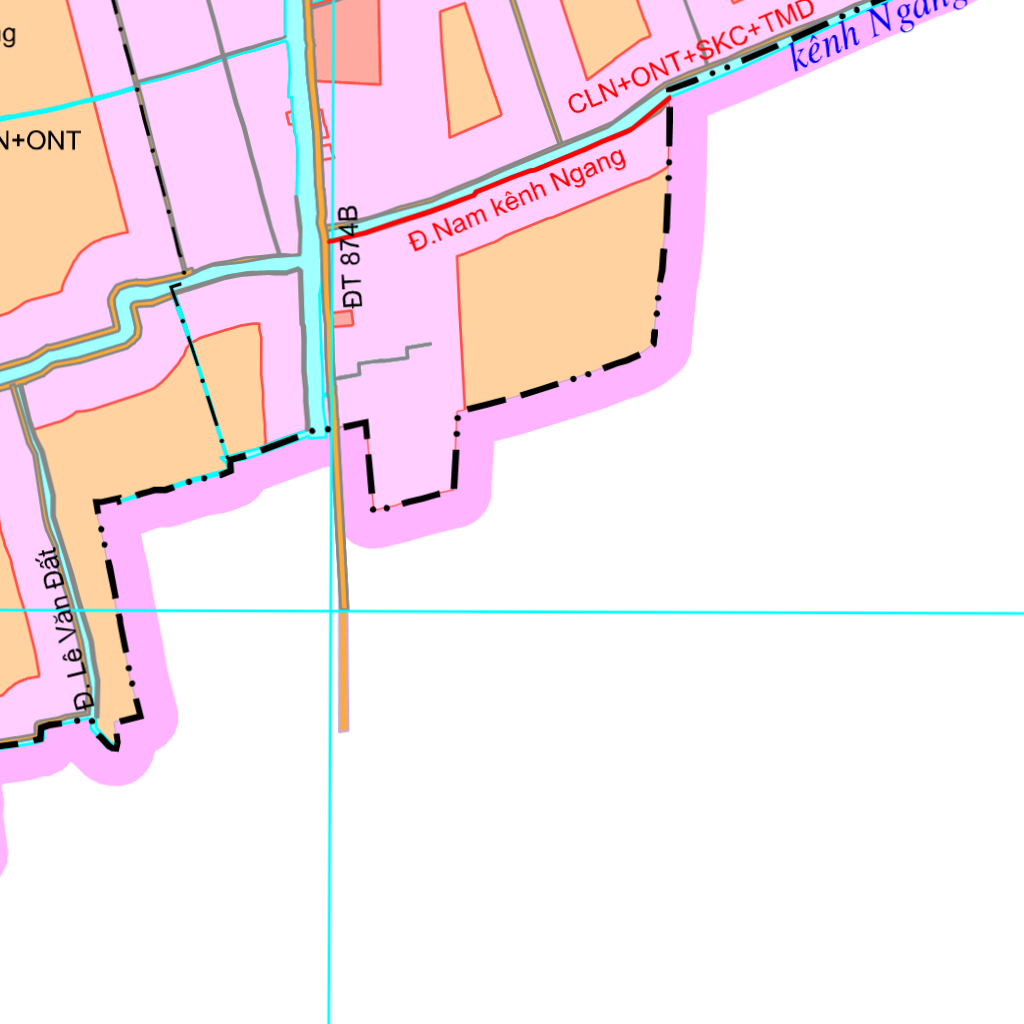 g
N+ONT
CLN+ONT+SKC+TMD
kênh Ngang
Đ.Nam kênh Ngang
ĐT 874B
Đ. Lê Văn Đất